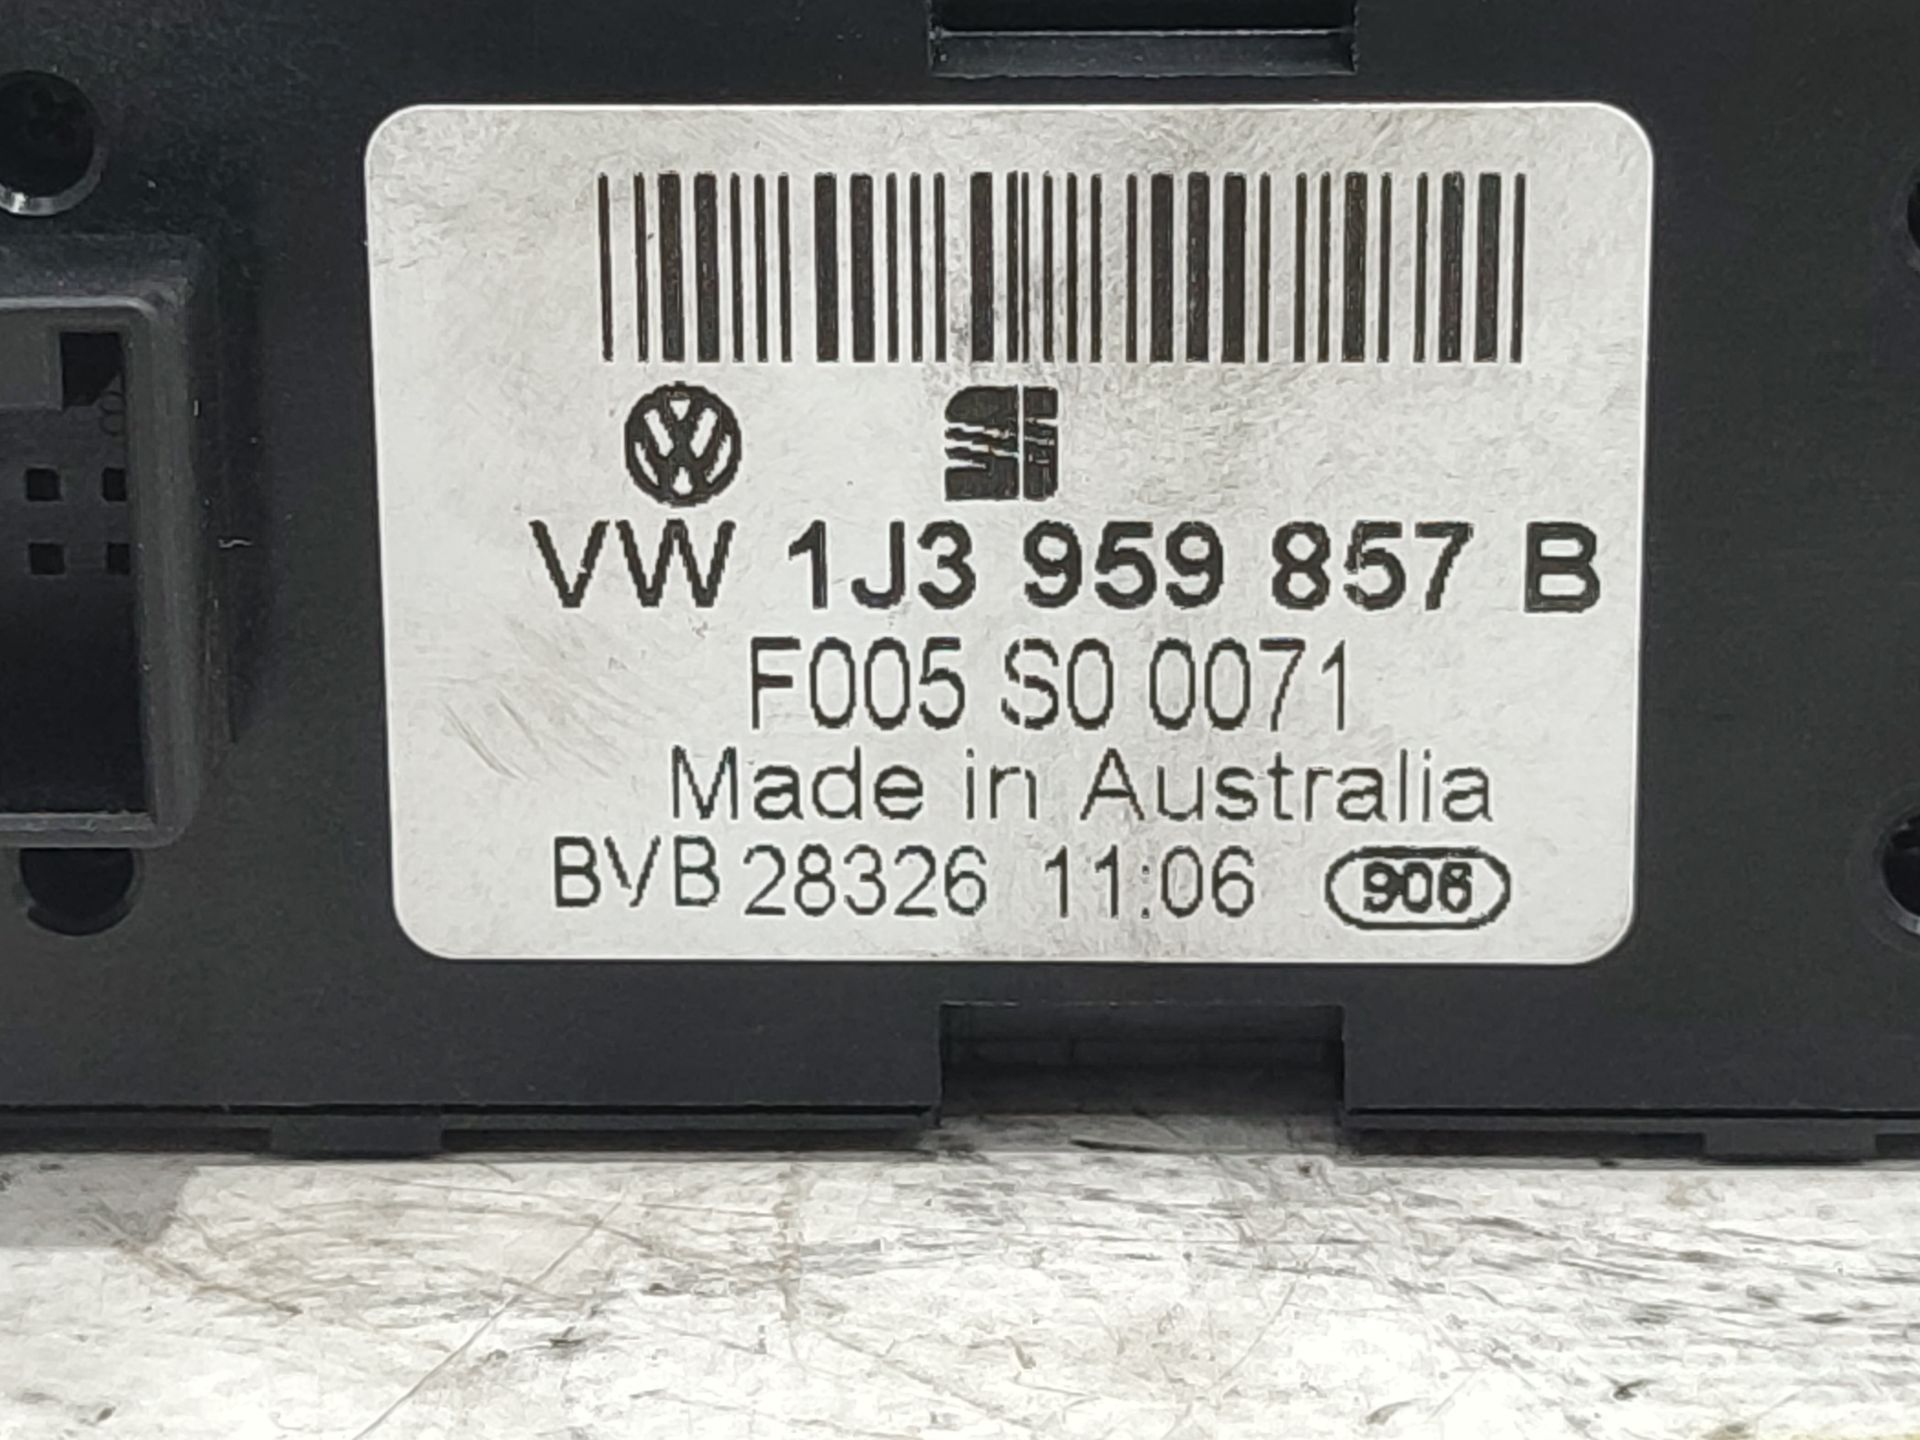 VW 1J3 959 857 B
F005 S0 0071
Made in Australia
BVB 28326 11:06 906